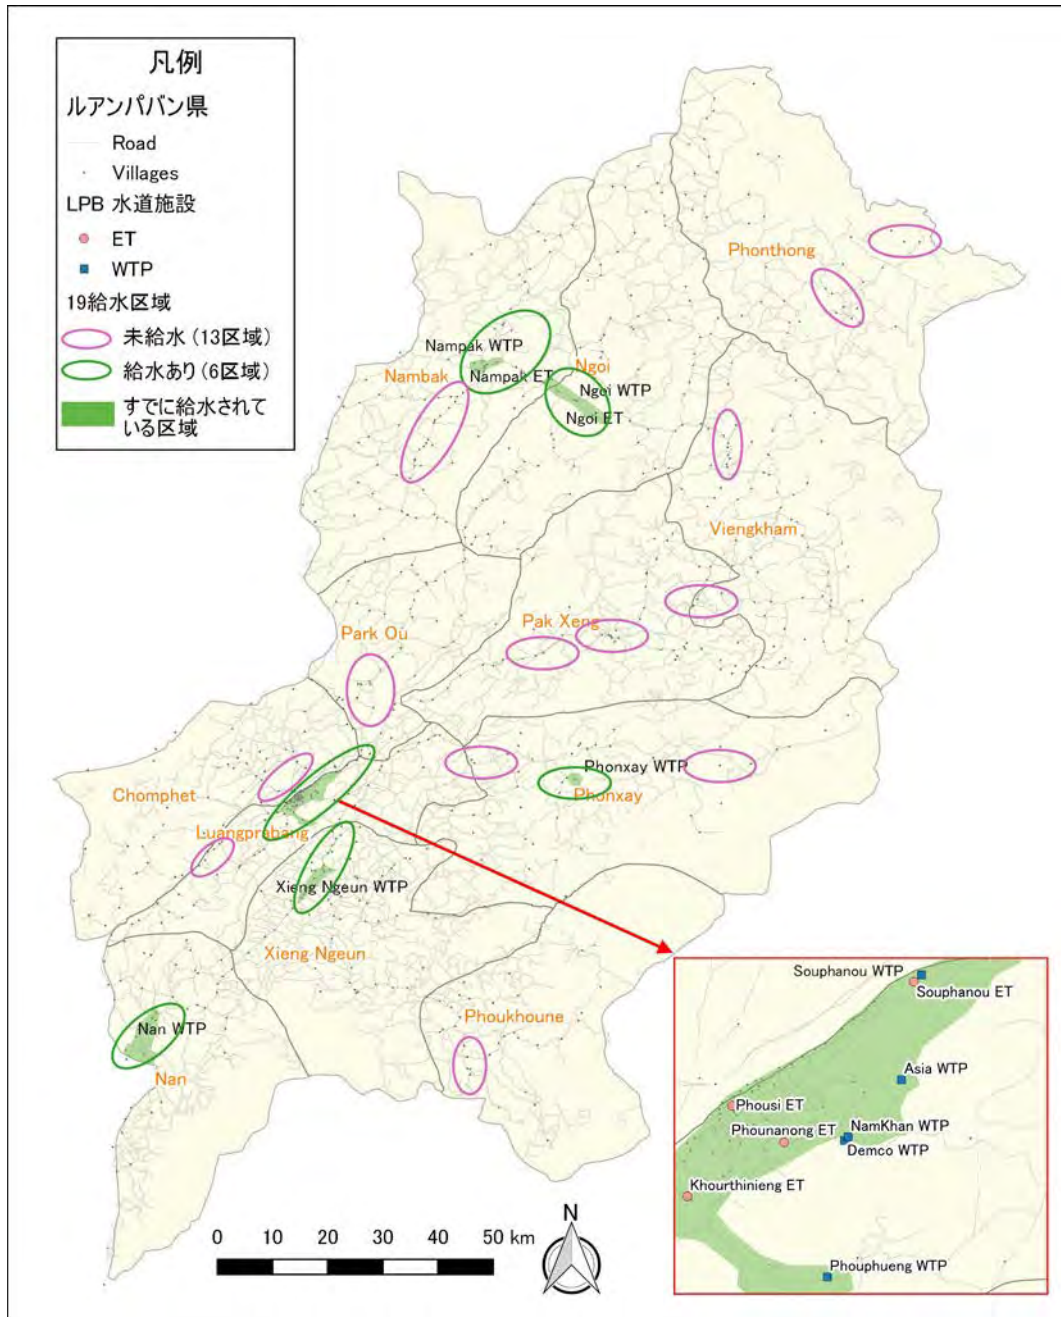 凡例
ルアンパバン県
Road
Villages
LPB 水道施設
ET
WTP
19給水区域
未給水 (13区域)
給水あり (6区域)
すでに給水されて
いる区域
Phonthong
Nampak WTP
Nambak
Nampak ET
Ngoi
Ngoi WTP
Ngoi ET
Viengkham
Pak Xeng
Park Ou
Phonxay WTP
Phonxay
Chomphet
Luangprabang
Xieng Ngeun WTP
Xieng Ngeun
Phoukhoune
Nan WTP
Nan
Souphanou WTP
Souphanou ET
Asia WTP
Phousi ET
Phounanong ET
NamKhan WTP
Demco WTP
Khourthinieng ET
Phouphueng WTP
N
0 10 20 30 40 50 km